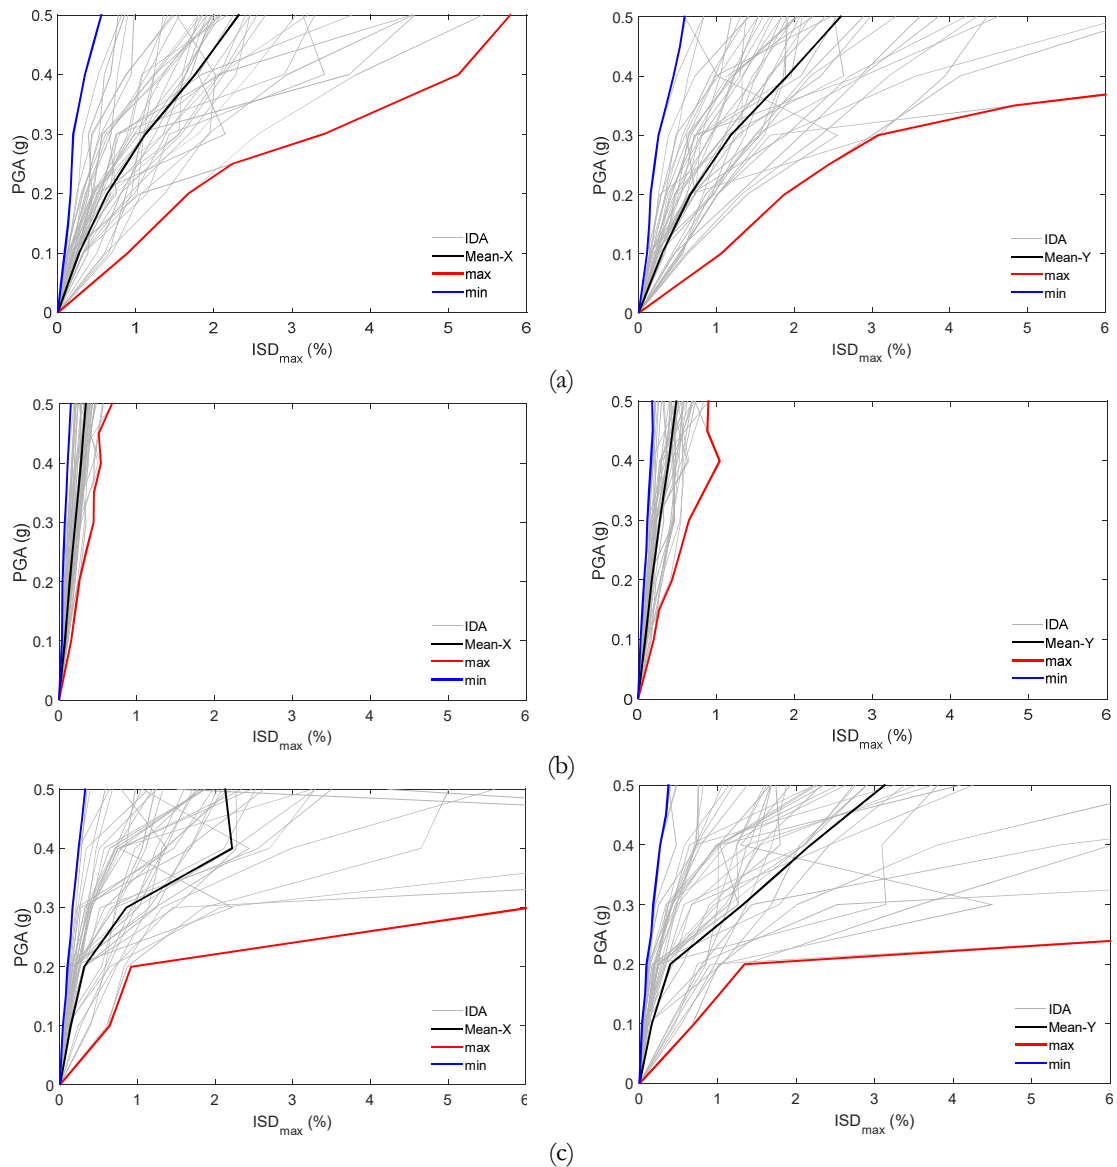 0.5
0.4
0.3
0.2
0.1
0
PGA (g)
0 1 2 3 4 5 6
ISDmax (%)
IDA
Mean-X
max
min
0.5
0.4
0.3
0.2
0.1
0
PGA (g)
0 1 2 3 4 5 6
ISDmax (%)
IDA
Mean-Y
max
min
(a)
0.5
0.4
0.3
0.2
0.1
0
PGA (g)
0 1 2 3 4 5 6
ISDmax (%)
IDA
Mean-X
max
min
0.5
0.4
0.3
0.2
0.1
0
PGA (g)
0 1 2 3 4 5 6
ISDmax (%)
IDA
Mean-Y
max
min
(b)
0.5
0.4
0.3
0.2
0.1
0
PGA (g)
0 1 2 3 4 5 6
ISDmax (%)
IDA
Mean-X
max
min
0.5
0.4
0.3
0.2
0.1
0
PGA (g)
0 1 2 3 4 5 6
ISDmax (%)
IDA
Mean-Y
max
min
(c)